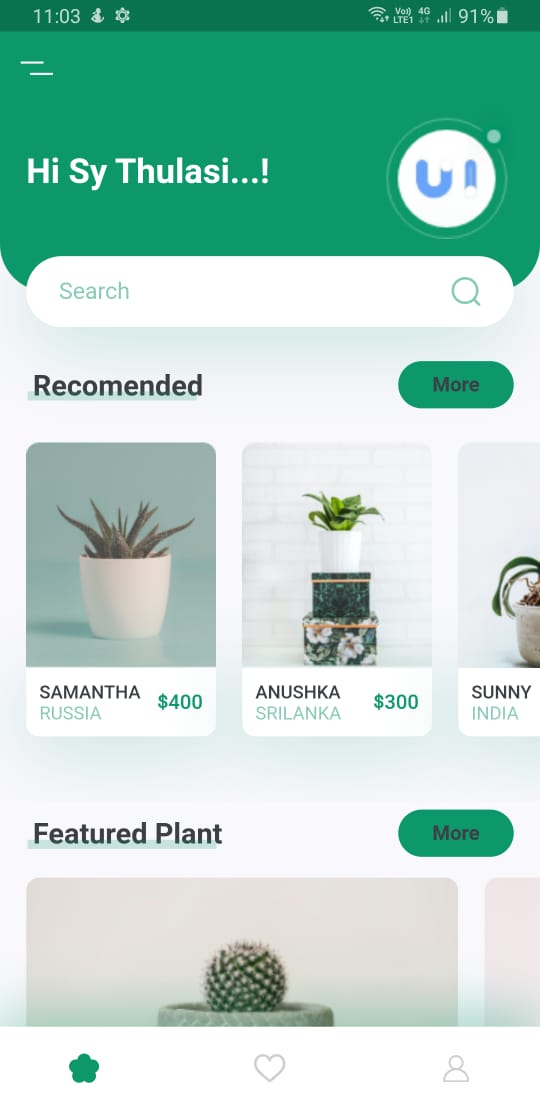 11:03
Vo)) 4G 91%
LTE1
Hi Sy Thulasi...!
UI
Search
Recomended
More
SAMANTHA
RUSSIA
$400
ANUSHKA
SRILANKA
$300
SUNNY
INDIA
Featured Plant
More